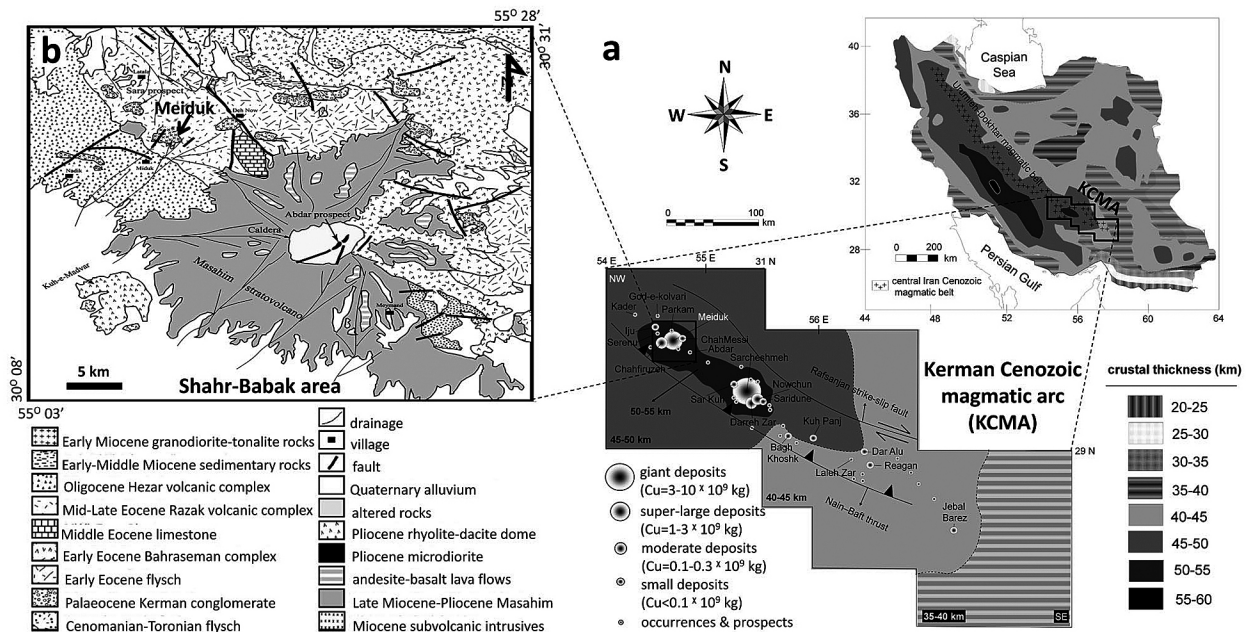 55° 28'
b
30° 31'
Sara prospect
Meiduk
Deh Now
Miduk
Abdar prospect
Caldera
Masahim
stratovolcano
Kuh-e-Madvar
Meymand
30° 08'
5 km
Shahr-Babak area
55° 03'
Early Miocene granodiorite-tonalite rocks
Early-Middle Miocene sedimentary rocks
Oligocene Hezar volcanic complex
Mid-Late Eocene Razak volcanic complex
Middle Eocene limestone
Early Eocene Bahraseman complex
Early Eocene flysch
Palaeocene Kerman conglomerate
Cenomanian-Toronian flysch
drainage
village
fault
Quaternary alluvium
altered rocks
Pliocene rhyolite-dacite dome
Pliocene microdiorite
andesite-basalt lava flows
Late Miocene-Pliocene Masahim
Miocene subvolcanic intrusives
a
N
W E
S
0 100
km
40
36
32
28
Caspian
Sea
Urumieh-Dokhtar magmatic belt
KCMA
Persian Gulf
0 200
km
central Iran Cenozoic
magmatic belt
44 48 52 56 60 64
54 E 55 E 31 N
NW
God-e-kolvari
Kader Parkam
Meiduk
56 E
Iju
Serenu
ChahMessi
Abdar
Chahfiruzeh
Sarcheshmeh
Rafsanjan strike-slip fault
50-55 km
Nowchun
Sar Kuh
Saridune
Darreh Zar
Kuh Panj
45-50 km
Bagh
Khoshk
Dar Alu
29 N
Laleh Zar
Reagan
Nain-Baft thrust
40-45 km
Jebal
Barez
35-40 km
SE
Kerman Cenozoic
magmatic arc
(KCMA)
giant deposits
(Cu=3-10 x 10⁹ kg)
super-large deposits
(Cu=1-3 x 10⁹ kg)
moderate deposits
(Cu=0.1-0.3 x 10⁹ kg)
small deposits
(Cu<0.1 x 10⁹ kg)
occurrences & prospects
crustal thickness (km)
20-25
25-30
30-35
35-40
40-45
45-50
50-55
55-60